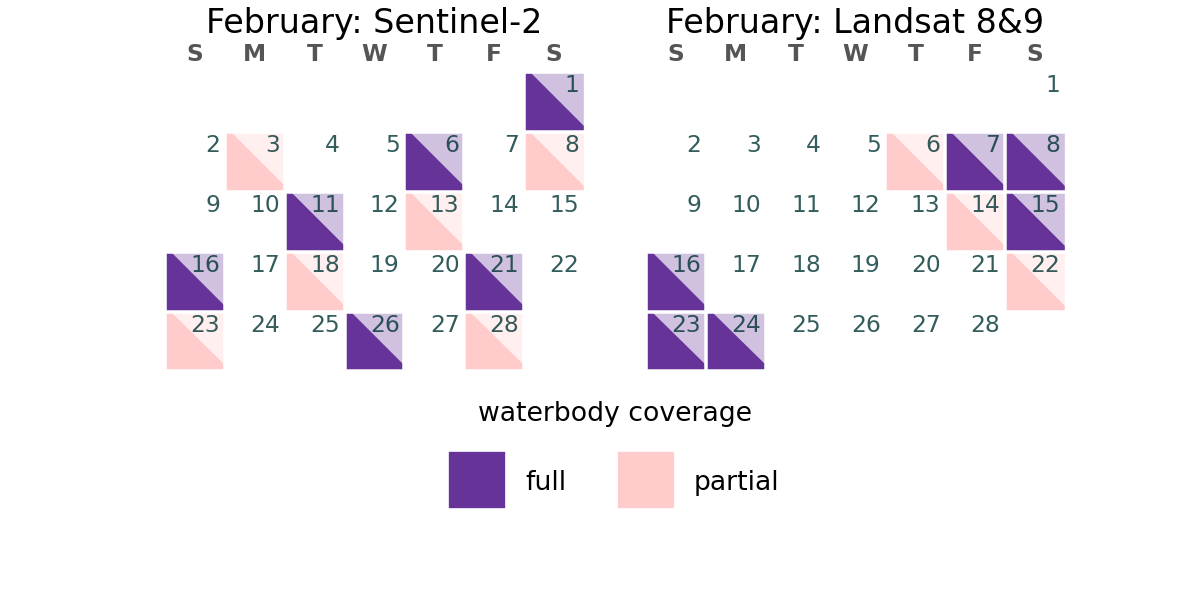 February: Sentinel-2
S M T W T F S
1
2 3 4 5 6 7 8
9 10 11 12 13 14 15
16 17 18 19 20 21 22
23 24 25 26 27 28
February: Landsat 8&9
S M T W T F S
1
2 3 4 5 6 7 8
9 10 11 12 13 14 15
16 17 18 19 20 21 22
23 24 25 26 27 28
waterbody coverage
full partial